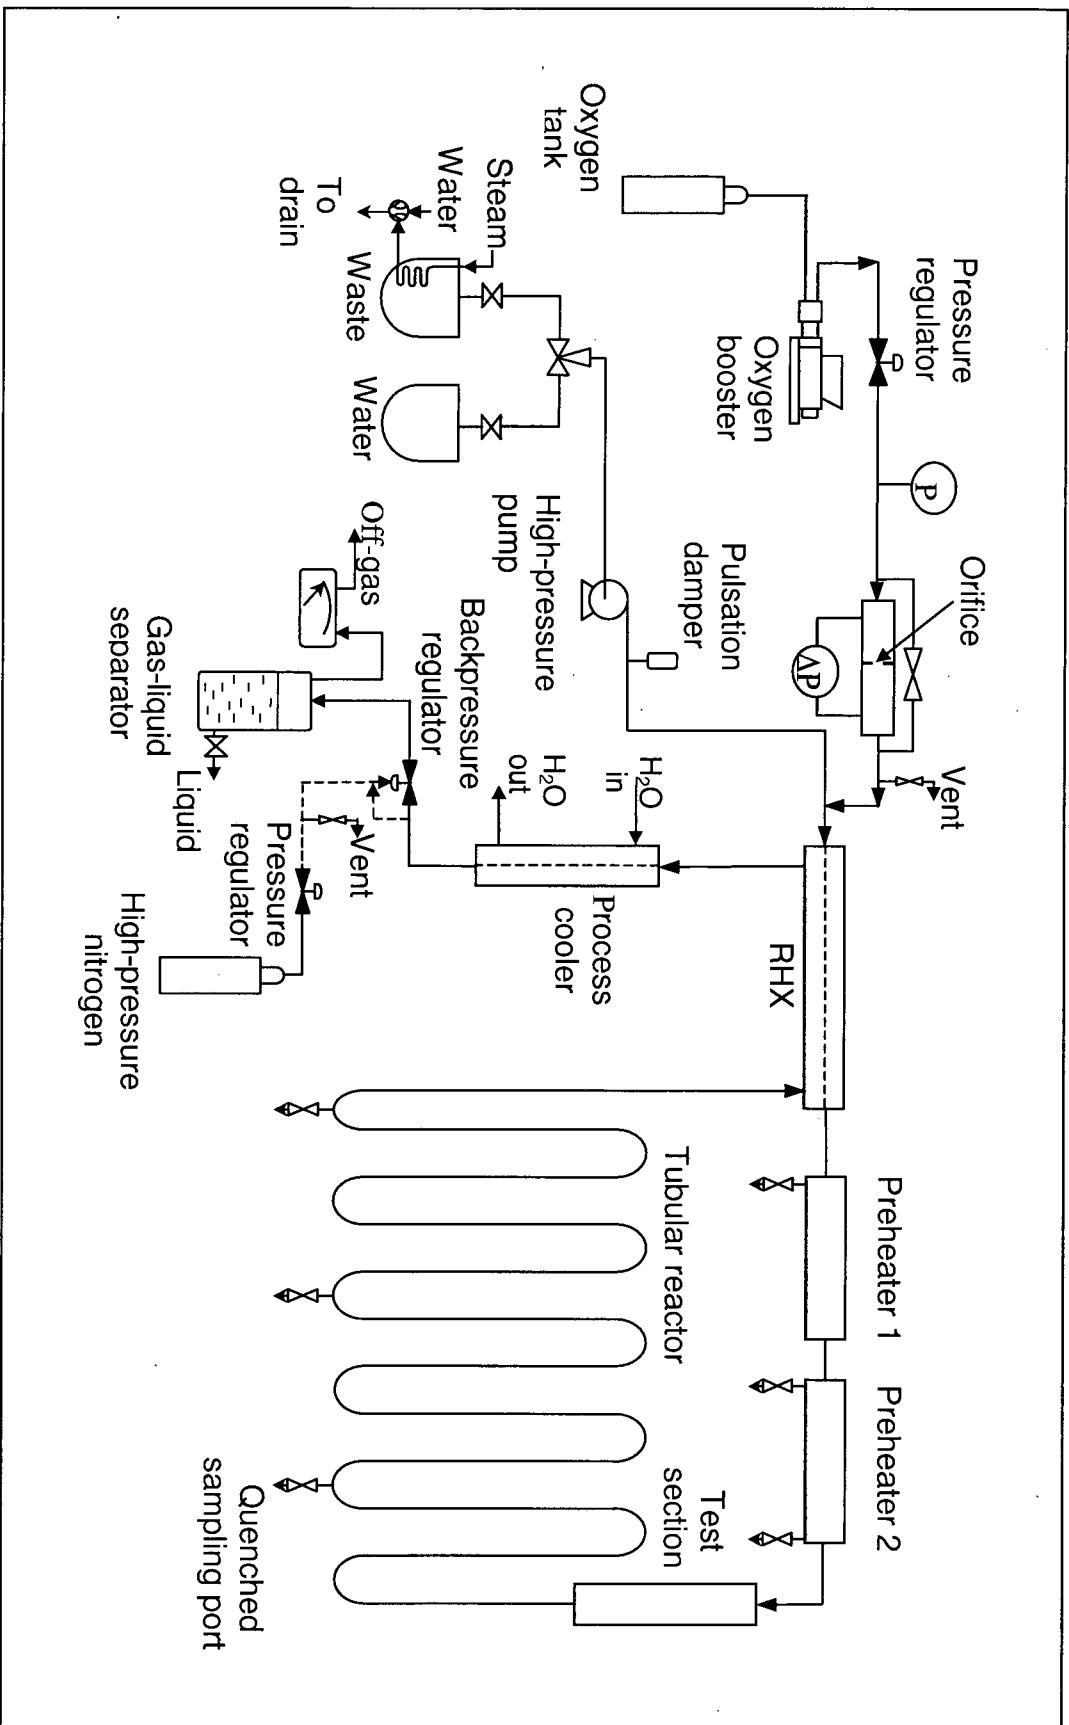 Oxygen
tank
Pressure
regulator
Oxygen
booster
P
Orifice
ΔP
Vent
Steam
Water
To
drain
Waste
Water
High-pressure
pump
Pulsation
damper
Off-gas
Gas-liquid
separator
Liquid
Backpressure
regulator
H₂O
in
H₂O
out
Process
cooler
Vent
Pressure
regulator
High-pressure
nitrogen
RHX
Preheater 1
Preheater 2
Tubular reactor
Test
section
Quenched
sampling port